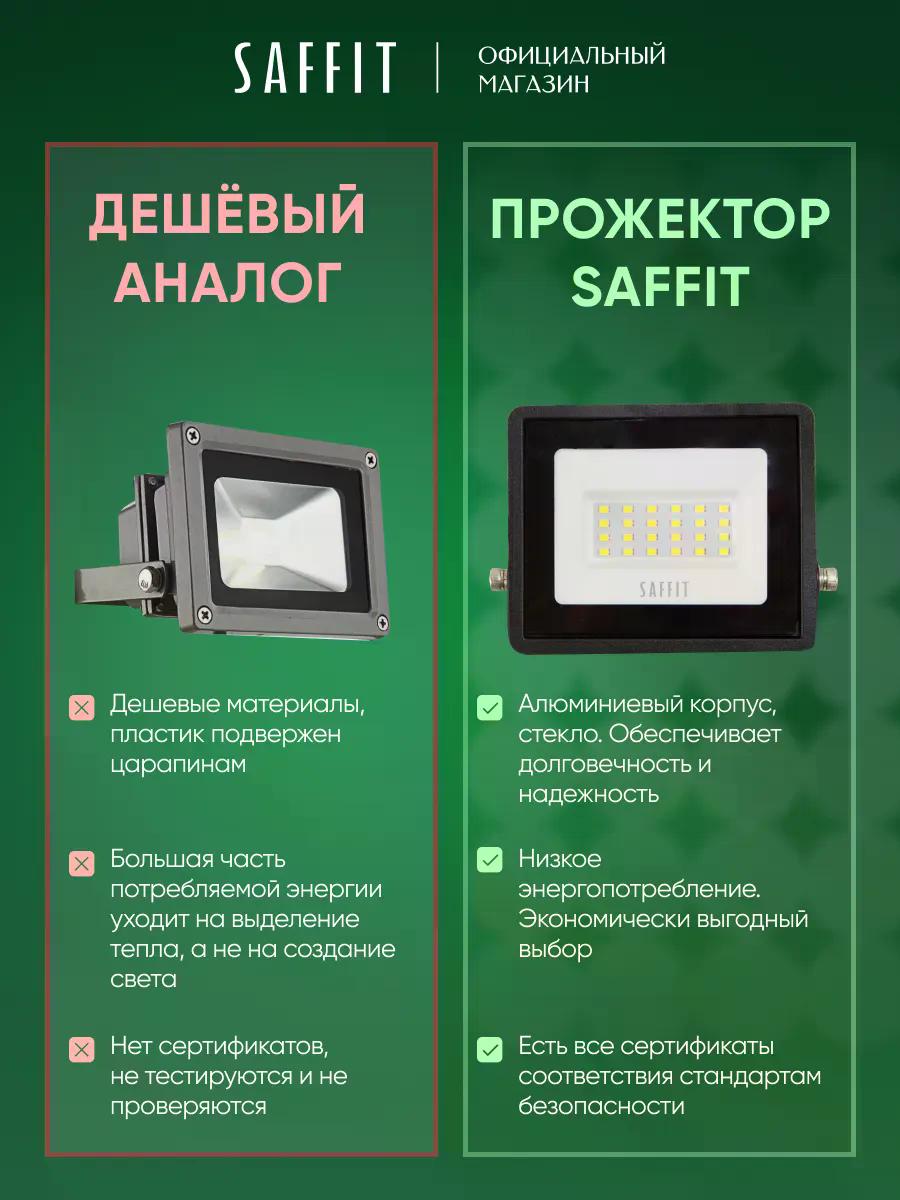 SAFFIT
ОФИЦИАЛЬНЫЙ
МАГАЗИН
ДЕШЁВЫЙ
АНАЛОГ
Дешевые материалы,
пластик подвержен
царапинам
Большая часть
потребляемой энергии
уходит на выделение
тепла, а не на создание
света
Нет сертификатов,
не тестируются и не
проверяются
ПРОЖЕКТОР
SAFFIT
SAFFIT
Алюминиевый корпус,
стекло. Обеспечивает
долговечность и
надежность
Низкое
энергопотребление.
Экономически выгодный
выбор
Есть все сертификаты
соответствия стандартам
безопасности